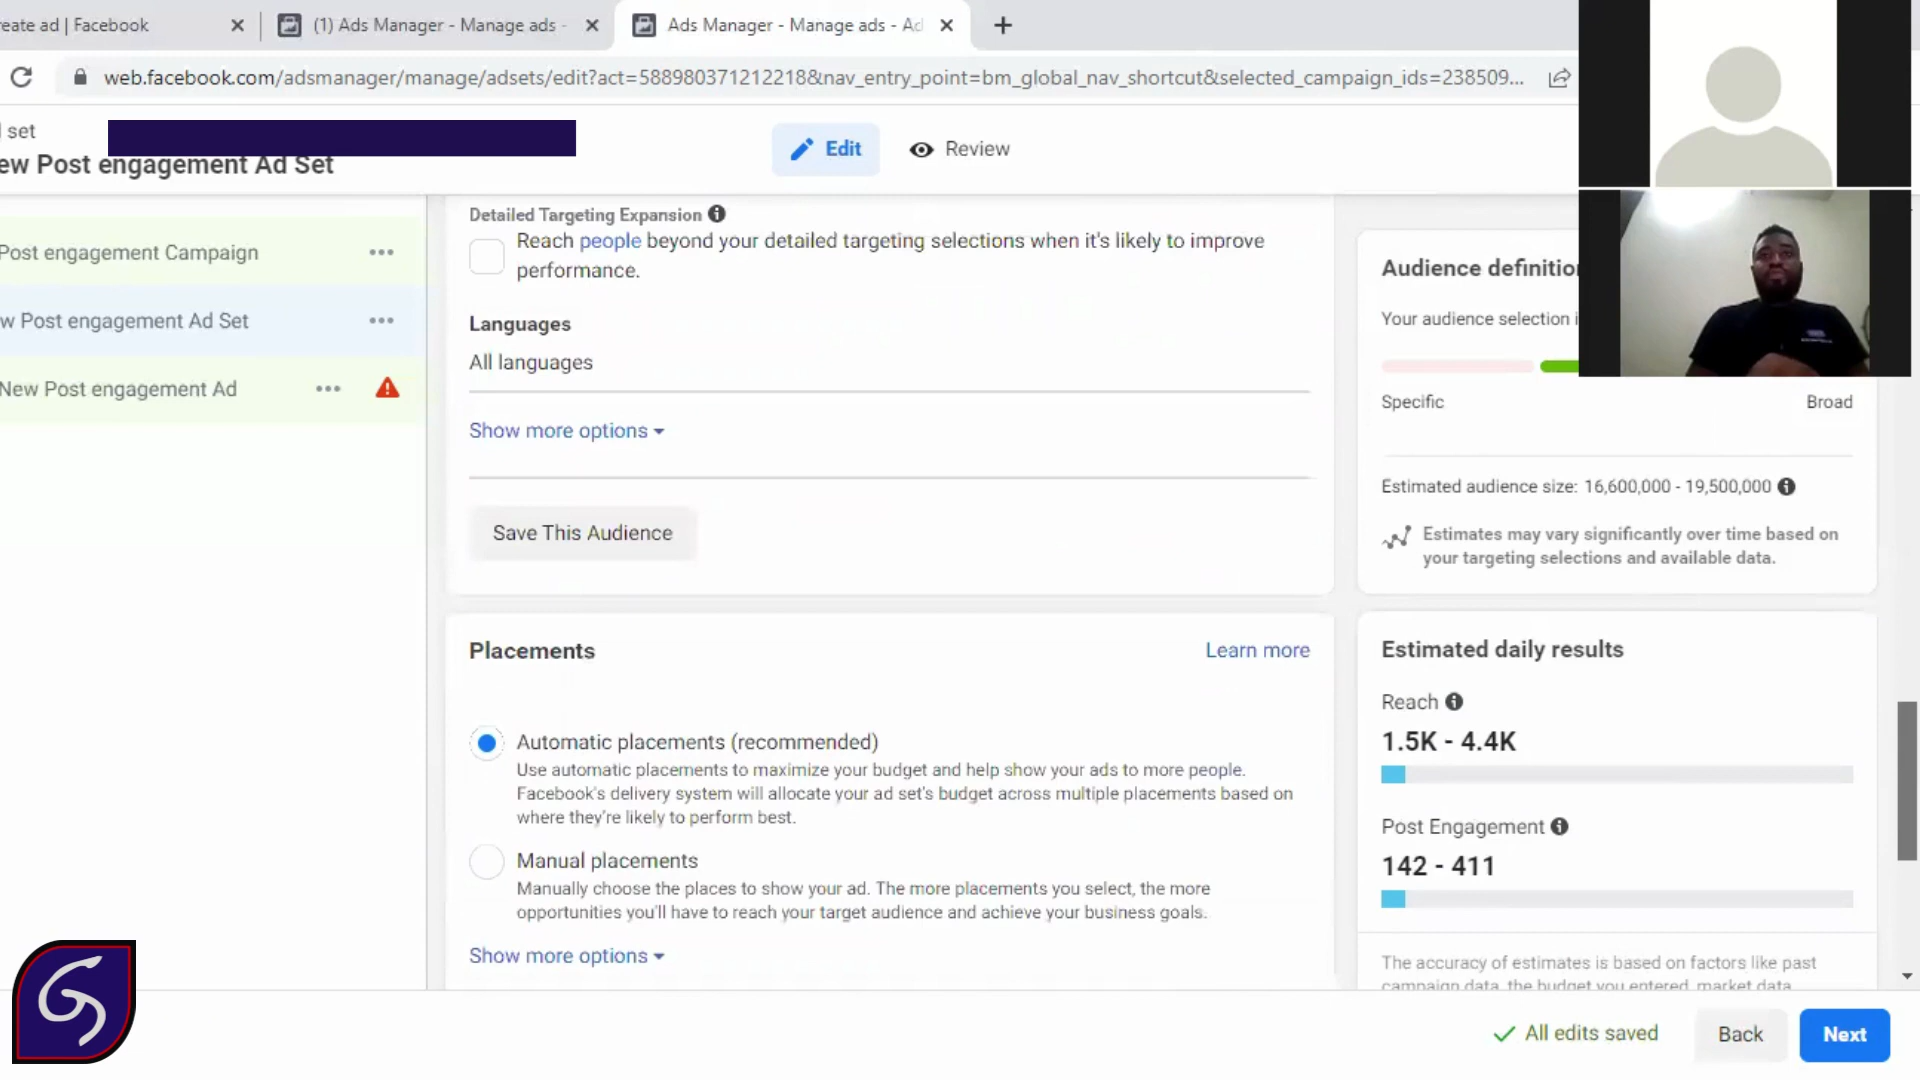 reate ad | Facebook
(1) Ads Manager - Manage ads -
Ads Manager - Manage ads - Ad
web.facebook.com/adsmanager/manage/adsets/edit?act=588980371212218&nav_entry_point=bm_global_nav_shortcut&selected_campaign_ids=238509...
set
ew Post engagement Ad Set
Edit
Review
Post engagement Campaign
w Post engagement Ad Set
New Post engagement Ad
Detailed Targeting Expansion
Reach people beyond your detailed targeting selections when it's likely to improve
performance.
Languages
All languages
Show more options
Save This Audience
Placements
Learn more
Automatic placements (recommended)
Use automatic placements to maximize your budget and help show your ads to more people.
Facebook's delivery system will allocate your ad set's budget across multiple placements based on
where they're likely to perform best.
Manual placements
Manually choose the places to show your ad. The more placements you select, the more
opportunities you'll have to reach your target audience and achieve your business goals.
Show more options
Audience definition
Your audience selection i
Specific
Broad
Estimated audience size: 16,600,000 - 19,500,000
Estimates may vary significantly over time based on
your targeting selections and available data.
Estimated daily results
Reach
1.5K - 4.4K
Post Engagement
142 - 411
The accuracy of estimates is based on factors like past
campaign data, the budget you entered, market data
All edits saved
Back
Next